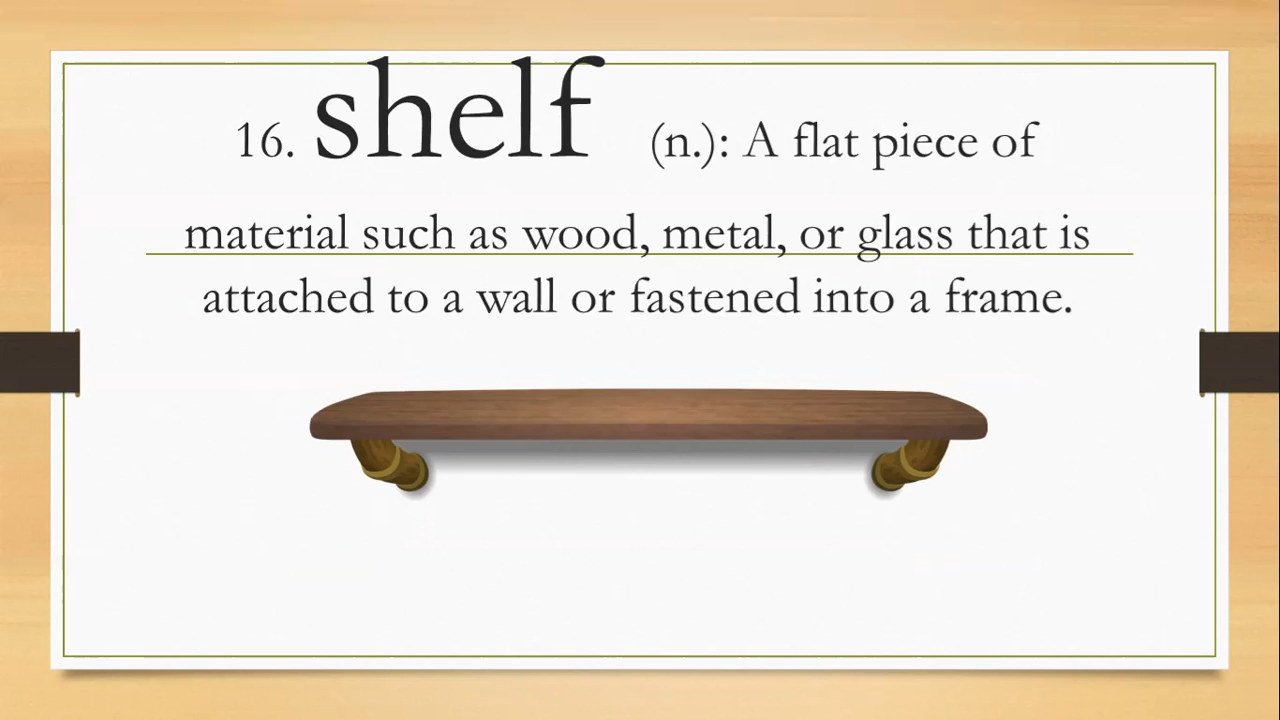 16. shelf (n.): A flat piece of
material such as wood, metal, or glass that is
attached to a wall or fastened into a frame.